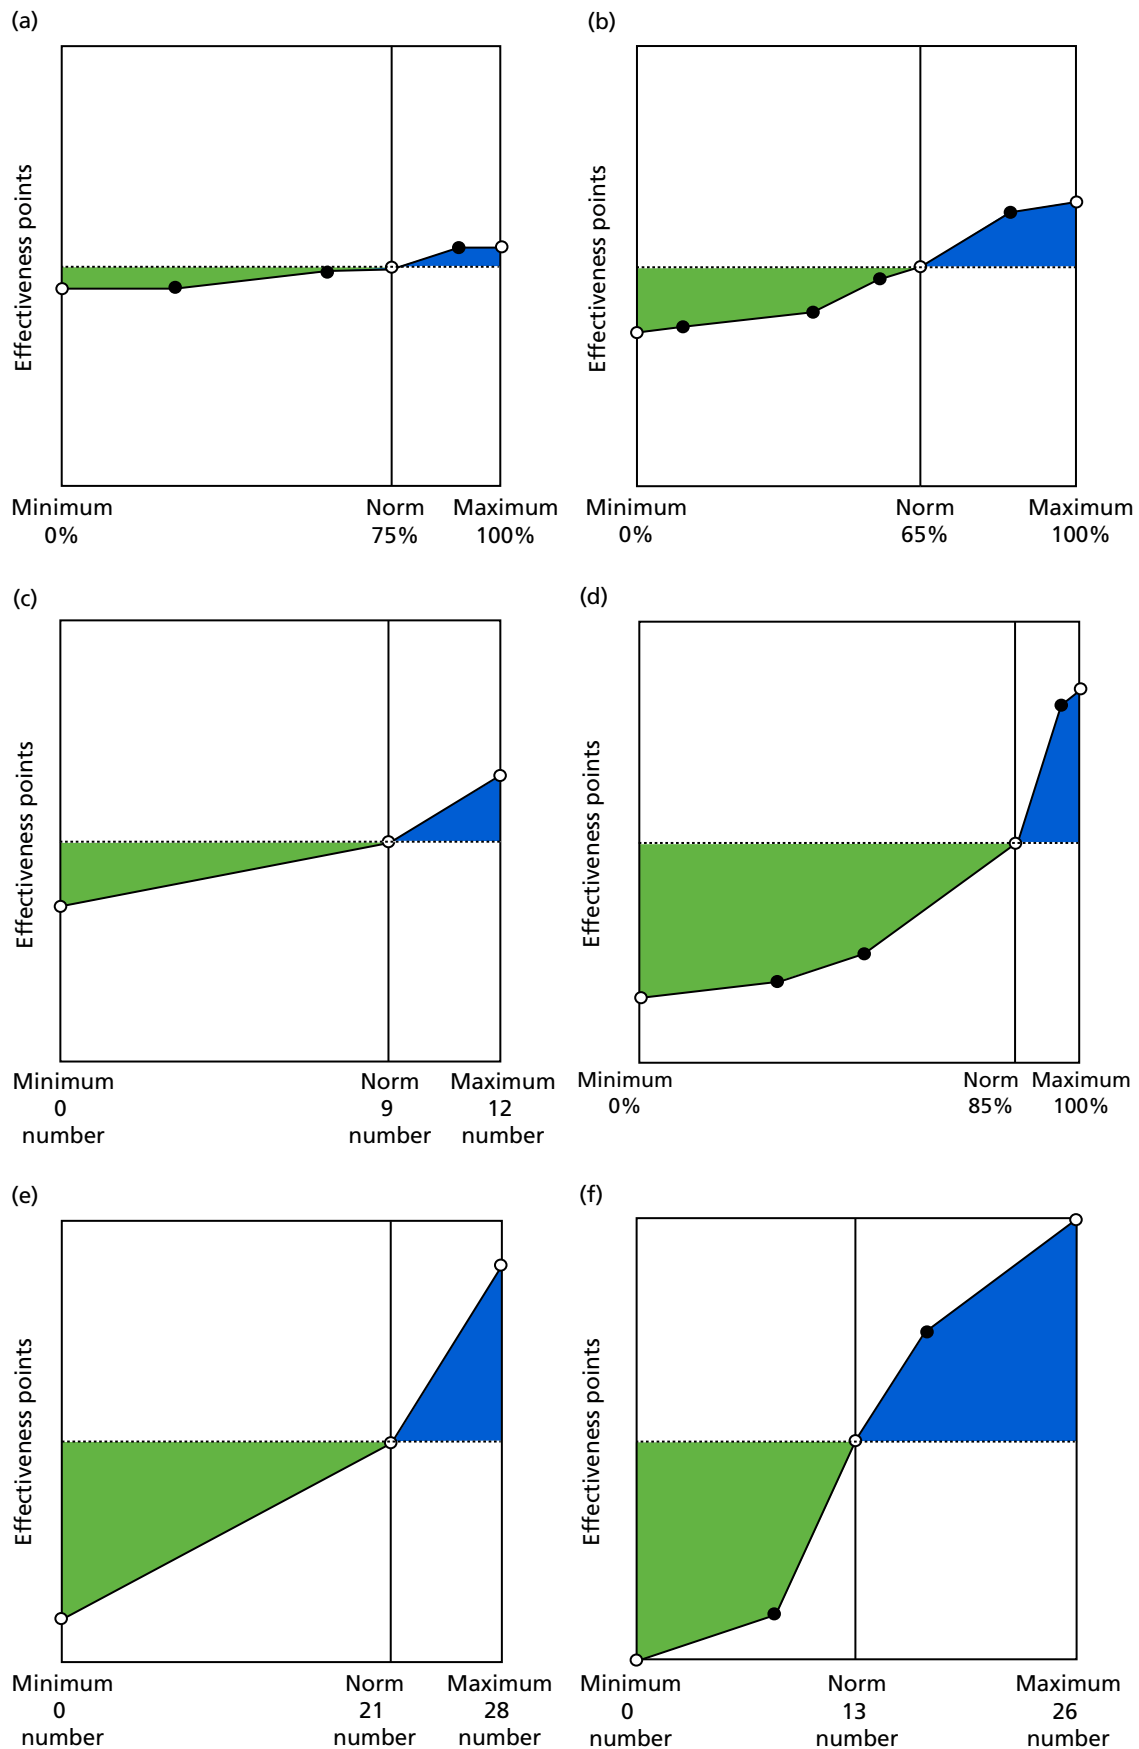 (a)
Effectiveness points
Minimum
0%
Norm
75%
Maximum
100%
(b)
Effectiveness points
Minimum
0%
Norm
65%
Maximum
100%
(c)
Effectiveness points
Minimum
0
number
Norm
9
number
Maximum
12
number
(d)
Effectiveness points
Minimum
0%
Norm
85%
Maximum
100%
(e)
Effectiveness points
Minimum
0
number
Norm
21
number
Maximum
28
number
(f)
Effectiveness points
Minimum
0
number
Norm
13
number
Maximum
26
number